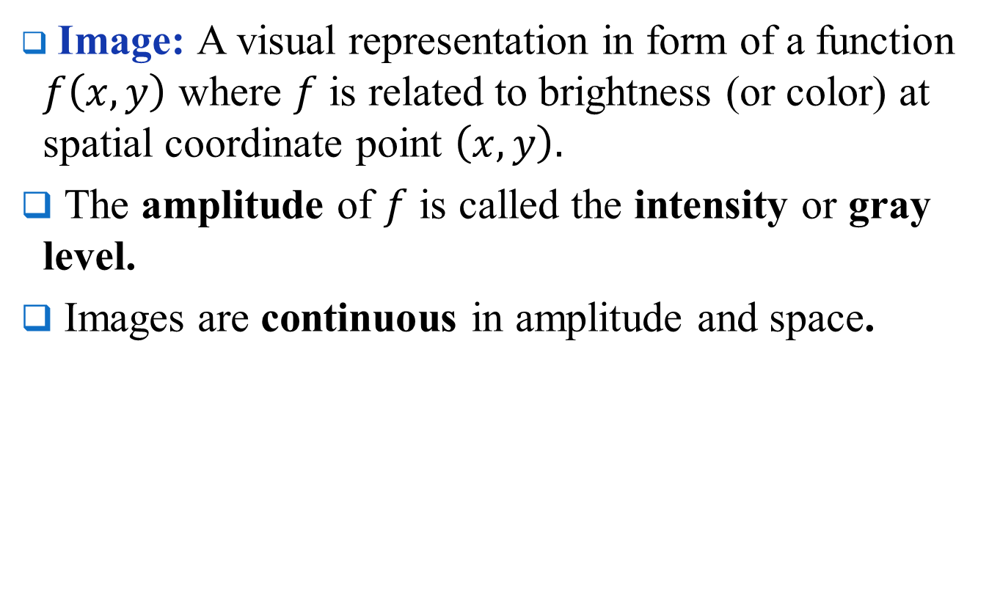 ❑ Image: A visual representation in form of a function
f(x, y) where f is related to brightness (or color) at
spatial coordinate point (x, y).
❑ The amplitude of f is called the intensity or gray
level.
❑ Images are continuous in amplitude and space.